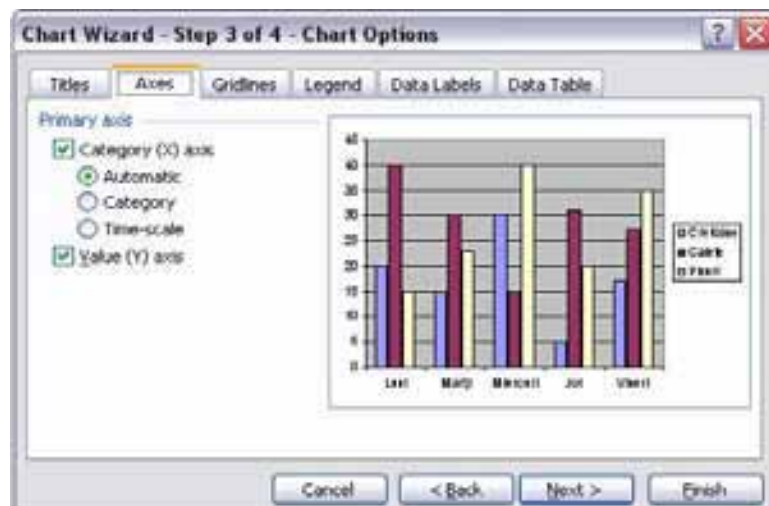 Chart Wizard - Step 3 of 4 - Chart Options
Titles Axes Gridlines Legend Data Labels Data Table
Primary axis
Category (X) axis
Automatic
Category
Time-scale
Value (Y) axis
45
40
35
30
25
20
15
10
5
0
Luni Marţi Miercuri Joi Vineri
Cancel < Back Next > Finish